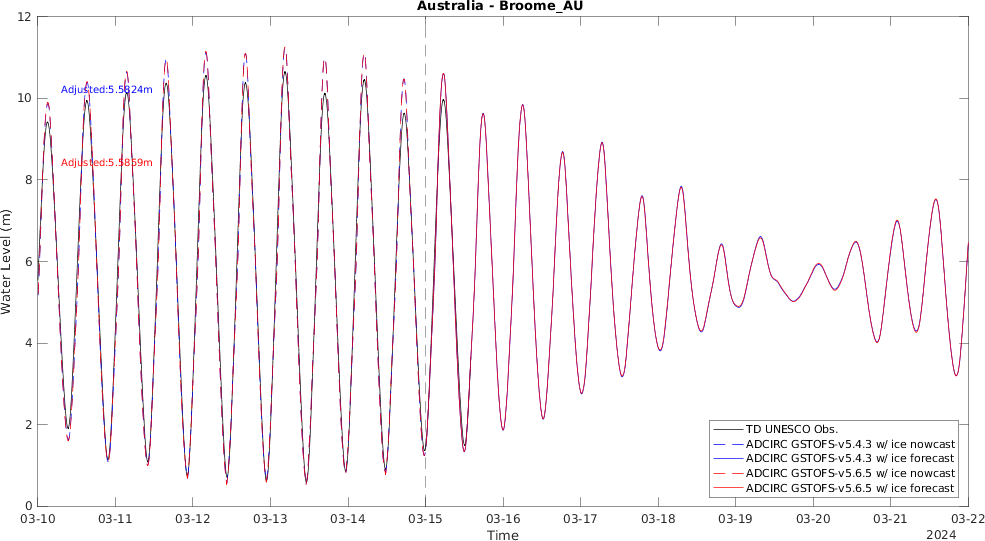 Australia - Broome_AU
12
10
8
6
4
2
0
Water Level (m)
Adjusted:5.5824m
Adjusted:5.5859m
TD UNESCO Obs.
ADCIRC GSTOFS-v5.4.3 w/ ice nowcast
ADCIRC GSTOFS-v5.4.3 w/ ice forecast
ADCIRC GSTOFS-v5.6.5 w/ ice nowcast
ADCIRC GSTOFS-v5.6.5 w/ ice forecast
03-10 03-11 03-12 03-13 03-14 03-15 03-16 03-17 03-18 03-19 03-20 03-21 03-22
Time
2024